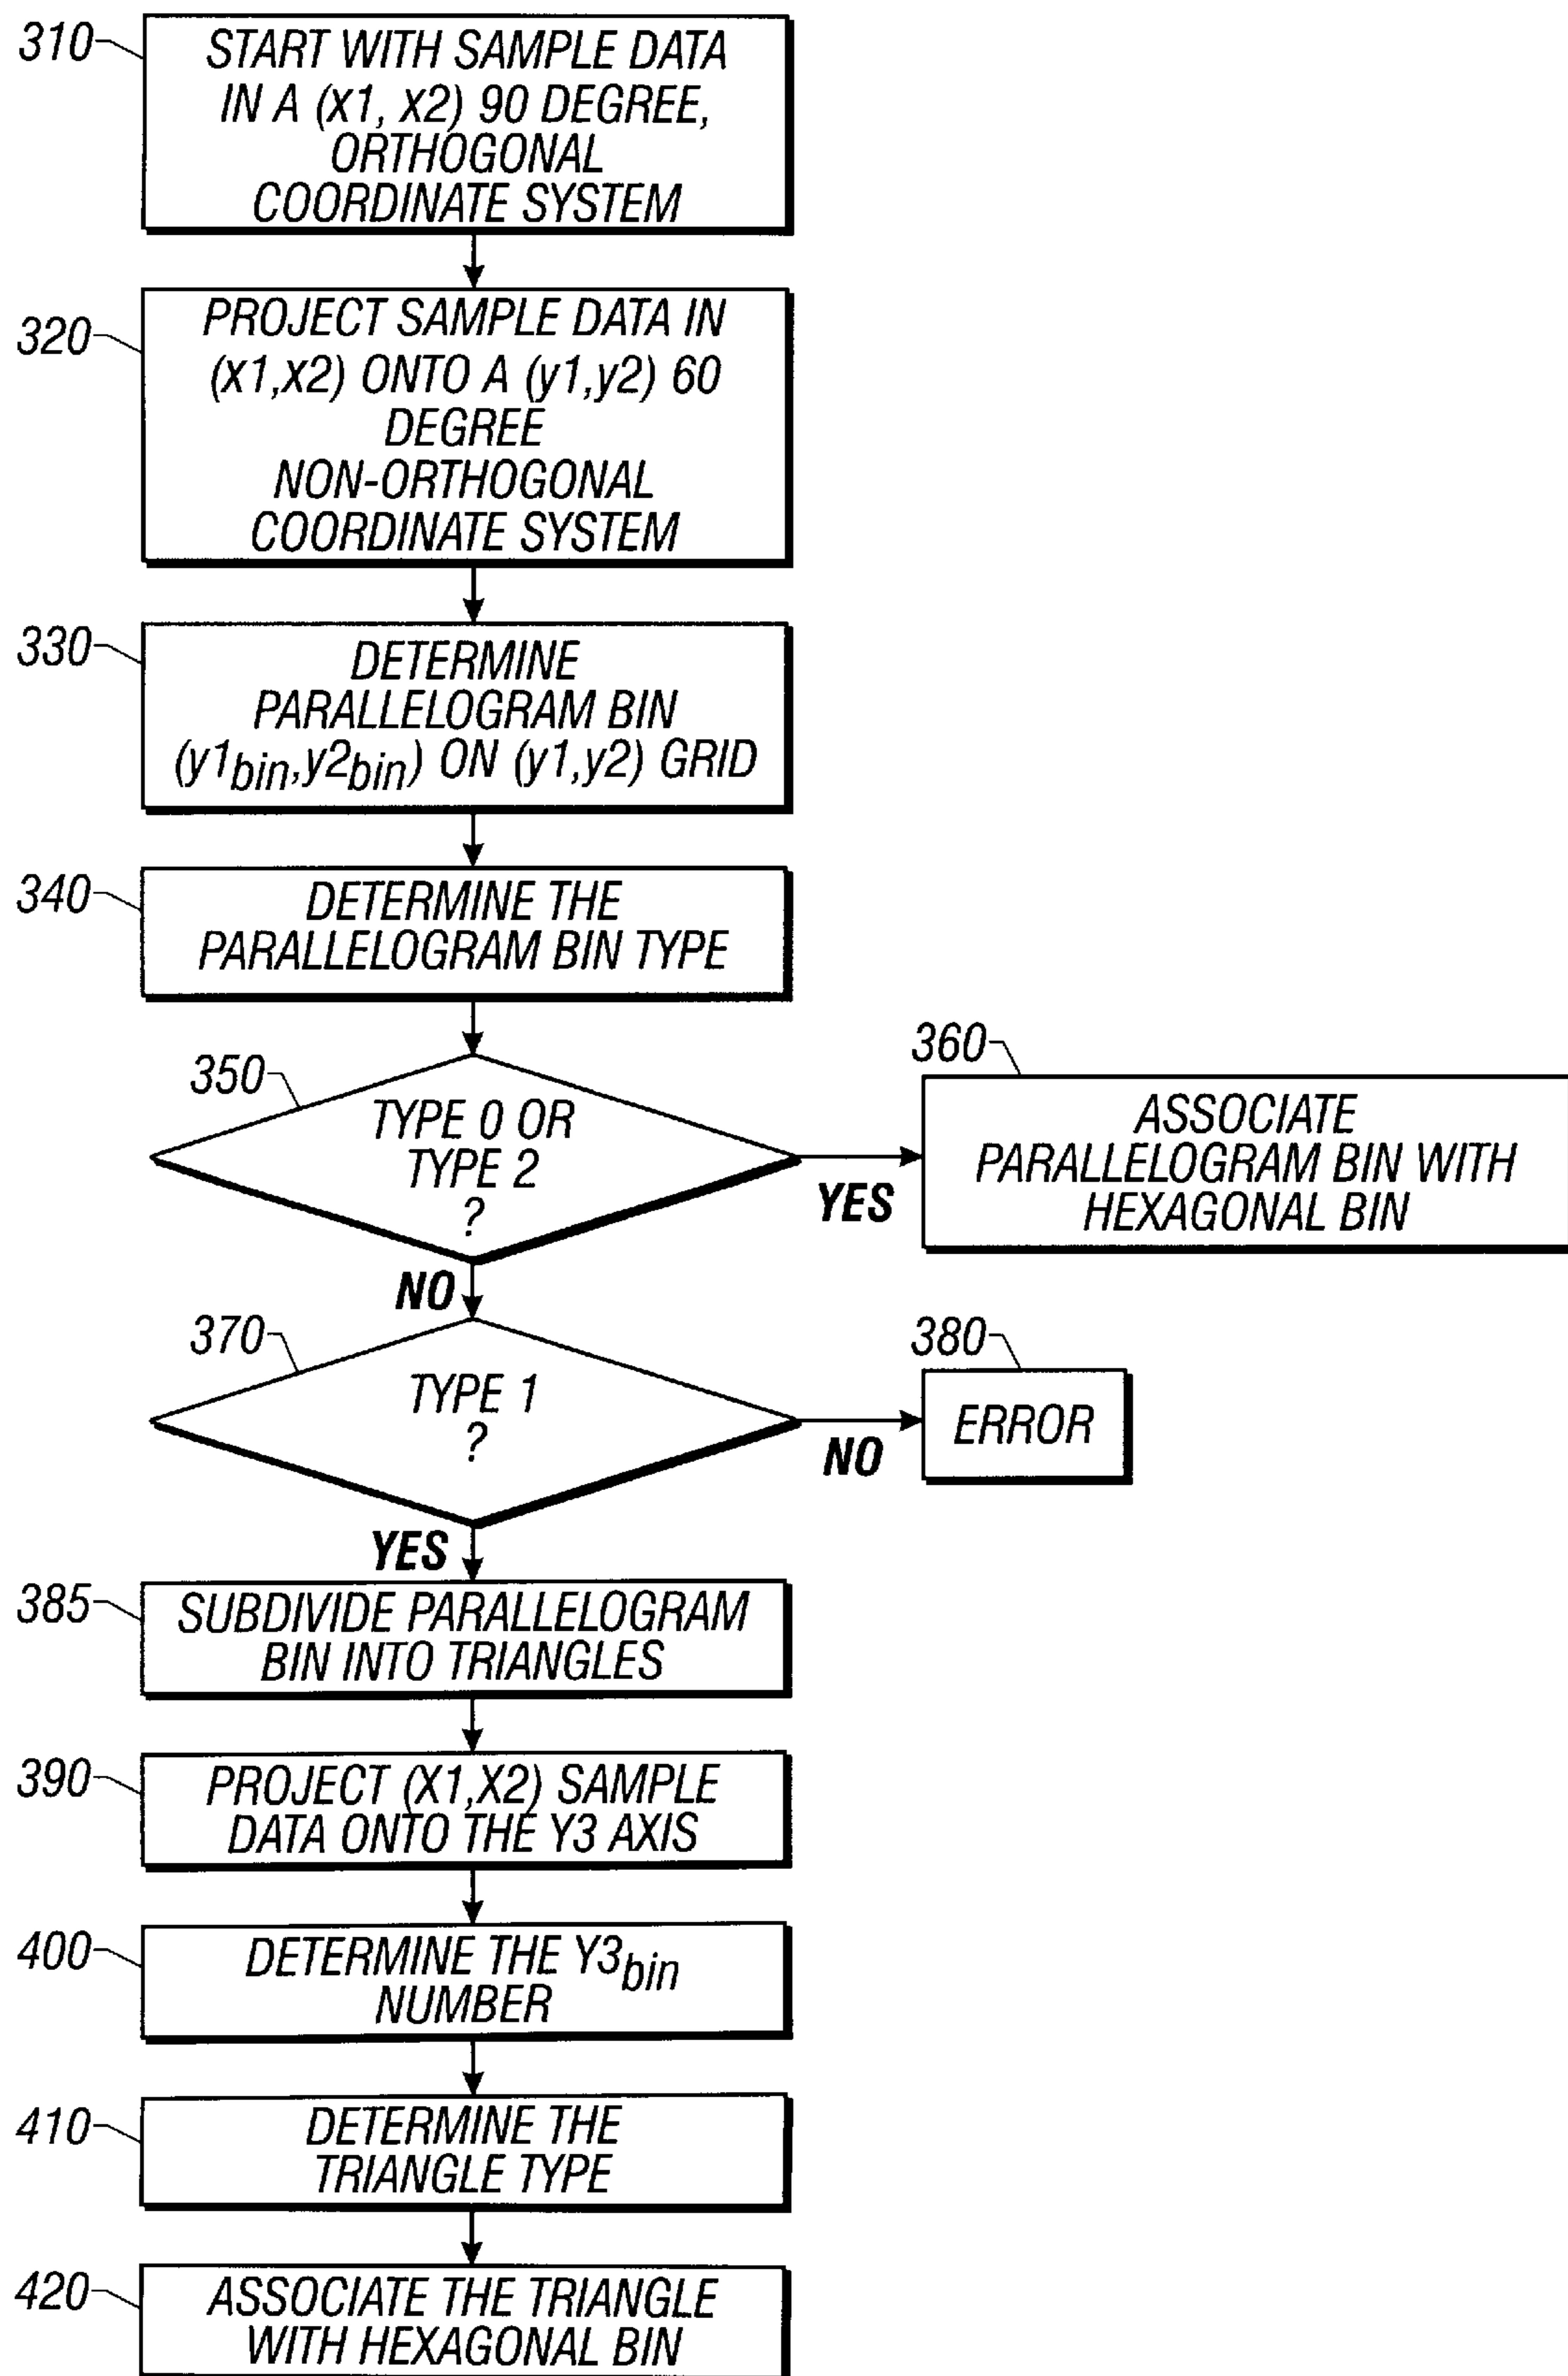 310
START WITH SAMPLE DATA
IN A (x1, x2) 90 DEGREE,
ORTHOGONAL
COORDINATE SYSTEM
320
PROJECT SAMPLE DATA IN
(x1,x2) ONTO A (y1,y2) 60
DEGREE
NON-ORTHOGONAL
COORDINATE SYSTEM
330
DETERMINE
PARALLELOGRAM BIN
(y1bin,y2bin) ON (y1,y2) GRID
340
DETERMINE THE
PARALLELOGRAM BIN TYPE
350
TYPE 0 OR
TYPE 2
?
YES
360
ASSOCIATE
PARALLELOGRAM BIN WITH
HEXAGONAL BIN
NO
370
TYPE 1
?
NO
380
ERROR
YES
385
SUBDIVIDE PARALLELOGRAM
BIN INTO TRIANGLES
390
PROJECT (X1,X2) SAMPLE
DATA ONTO THE Y3 AXIS
400
DETERMINE THE Y3bin
NUMBER
410
DETERMINE THE
TRIANGLE TYPE
420
ASSOCIATE THE TRIANGLE
WITH HEXAGONAL BIN